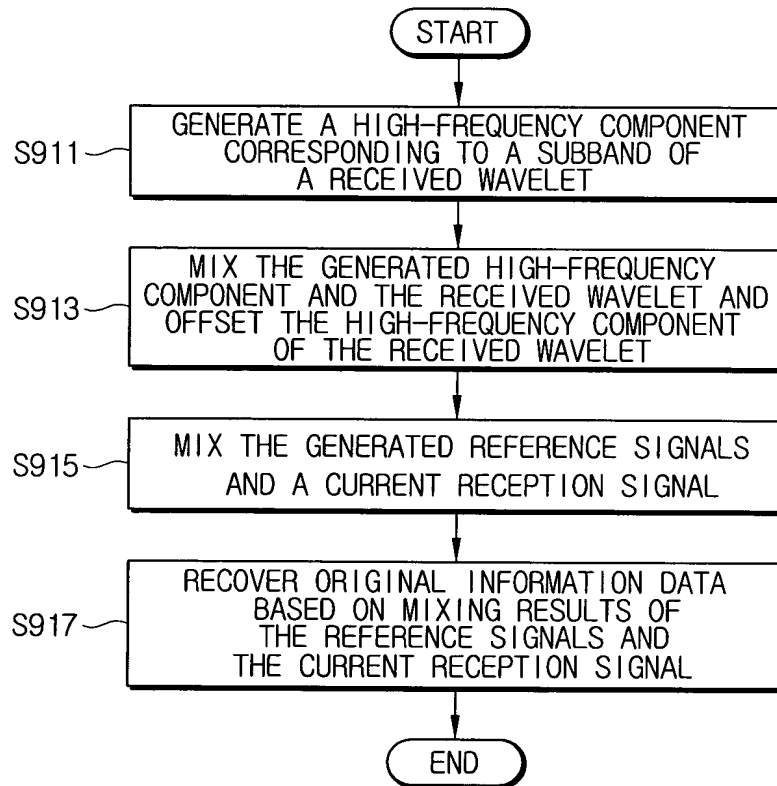 START
S911
GENERATE A HIGH-FREQUENCY COMPONENT
CORRESPONDING TO A SUBBAND OF
A RECEIVED WAVELET
S913
MIX THE GENERATED HIGH-FREQUENCY
COMPONENT AND THE RECEIVED WAVELET AND
OFFSET THE HIGH-FREQUENCY COMPONENT
OF THE RECEIVED WAVELET
S915
MIX THE GENERATED REFERENCE SIGNALS
AND A CURRENT RECEPTION SIGNAL
S917
RECOVER ORIGINAL INFORMATION DATA
BASED ON MIXING RESULTS OF
THE REFERENCE SIGNALS AND
THE CURRENT RECEPTION SIGNAL
END